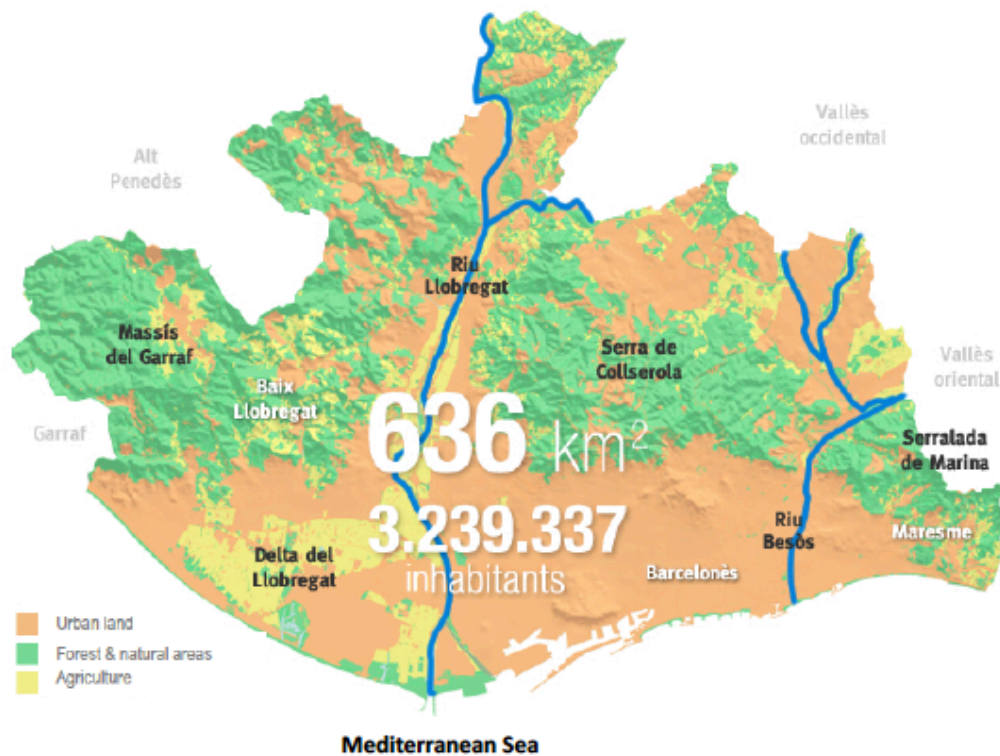 Vallès
occidental
Alt
Penedès
Riu
Llobregat
Massís
del Garraf
Serra de
Collserola
Vallès
oriental
Baix
Llobregat
Garraf
636 km²
Serralada
de Marina
3.239.337
inhabitants
Riu
Besòs
Maresme
Delta del
Llobregat
Barcelonès
Urban land
Forest & natural areas
Agriculture
Mediterranean Sea